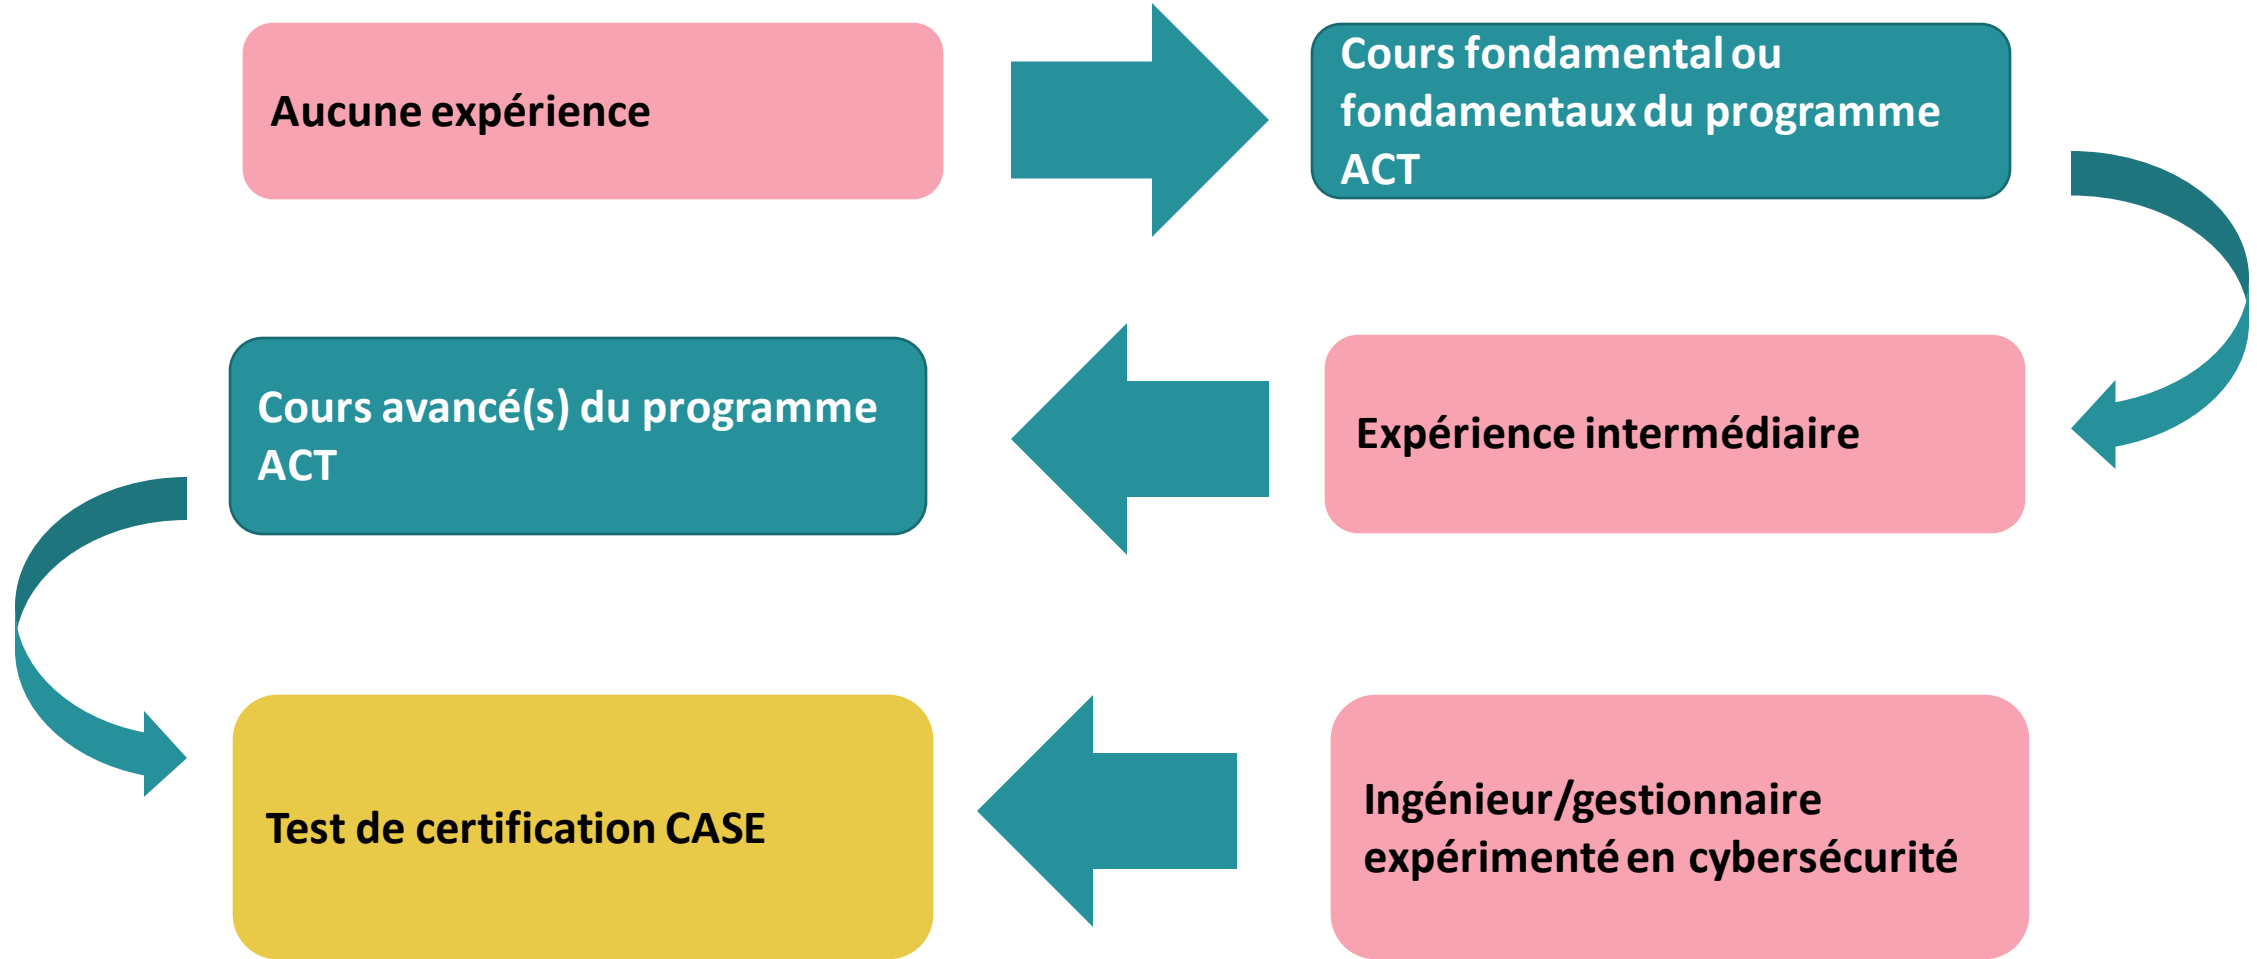 Aucune expérience
Cours fondamental ou
fondamentaux du programme
ACT
Cours avancé(s) du programme
ACT
Expérience intermédiaire
Test de certification CASE
Ingénieur/gestionnaire
expérimenté en cybersécurité